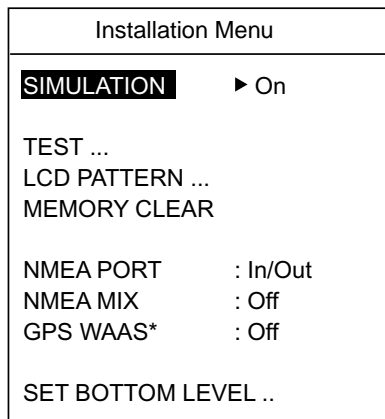 Installation Menu
SIMULATION ▶ On
TEST ...
LCD PATTERN ...
MEMORY CLEAR
NMEA PORT : In/Out
NMEA MIX : Off
GPS WAAS* : Off
SET BOTTOM LEVEL ..